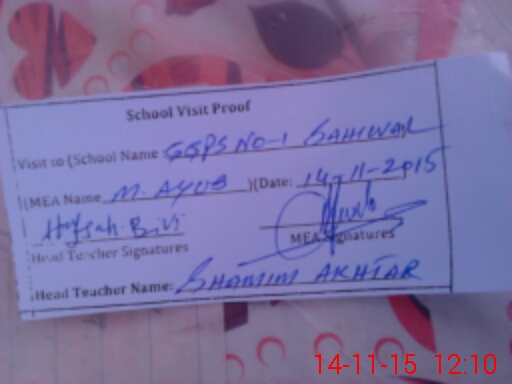 School Visit Proof
Visit to (School Name GGPS NO-1 SAHIWAL
(MEA Name M. AYUB )(Date: 14-11-2015
Hafsah Bivi
Head Teacher Signatures MEA Signatures
Head Teacher Name: SHAMIM AKHTAR
14-11-15 12:10